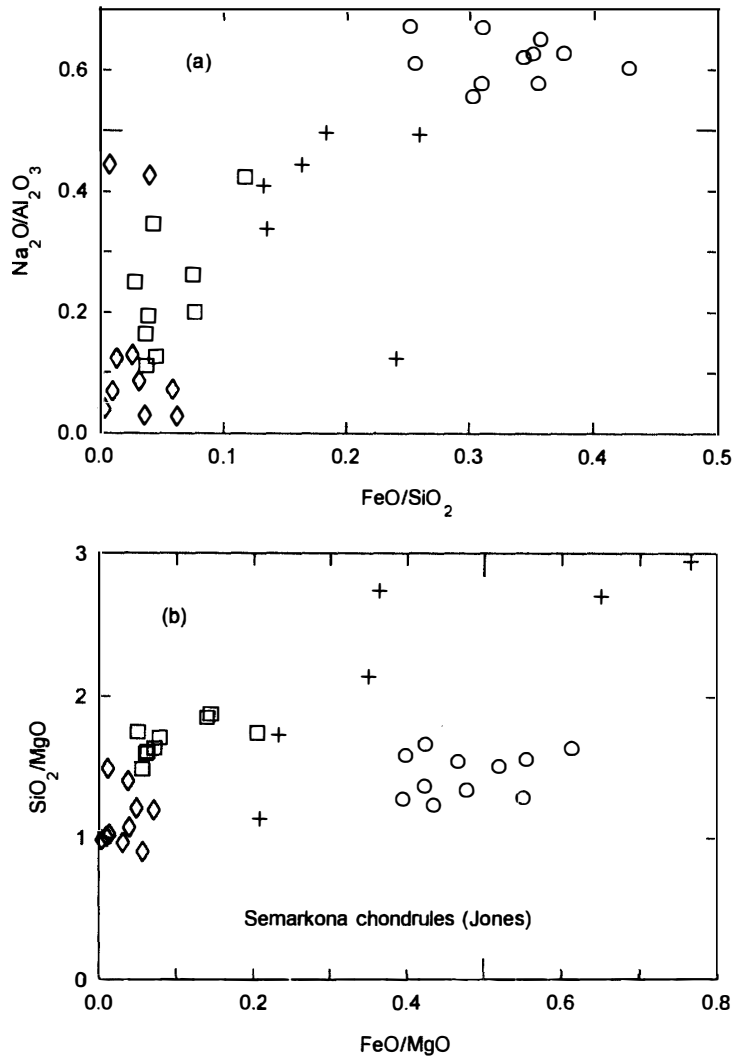 (a)
Na₂O/Al₂O₃
0.6
0.4
0.2
0.0
0.0 0.1 0.2 0.3 0.4 0.5
FeO/SiO₂
(b)
SiO₂/MgO
3
2
1
0
Semarkona chondrules (Jones)
0.0 0.2 0.4 0.6 0.8
FeO/MgO